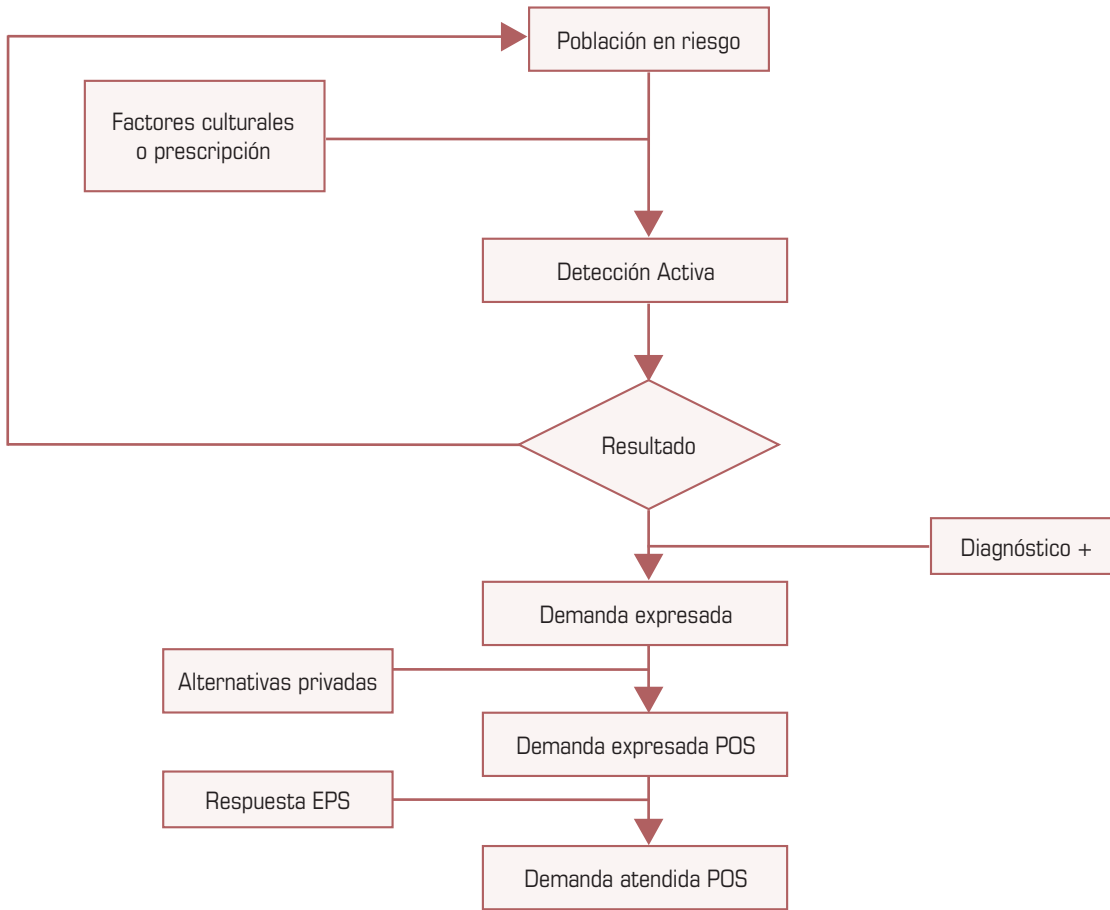 Población en riesgo
Factores culturales
o prescripción
Detección Activa
Resultado
Diagnóstico +
Demanda expresada
Alternativas privadas
Demanda expresada POS
Respuesta EPS
Demanda atendida POS